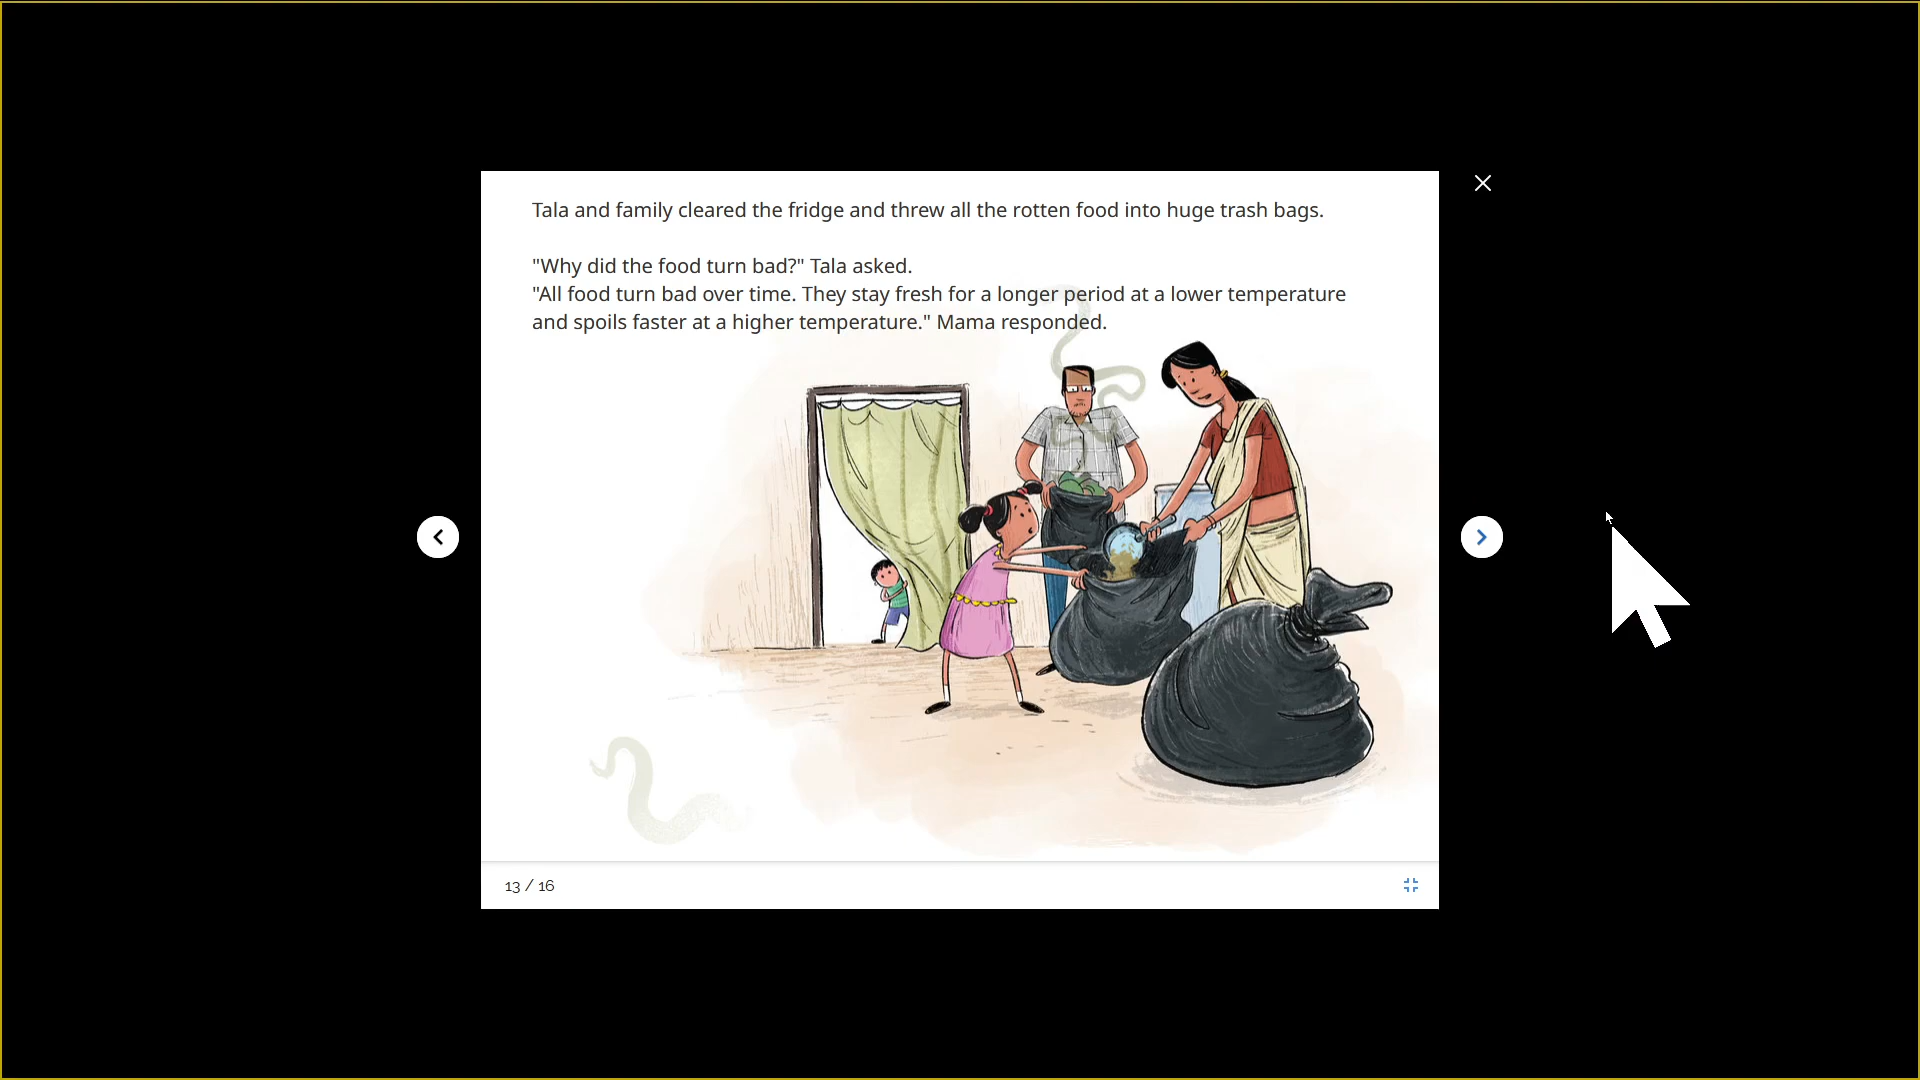 Tala and family cleared the fridge and threw all the rotten food into huge trash bags.
"Why did the food turn bad?" Tala asked.
"All food turn bad over time. They stay fresh for a longer period at a lower temperature
and spoils faster at a higher temperature." Mama responded.
13 / 16